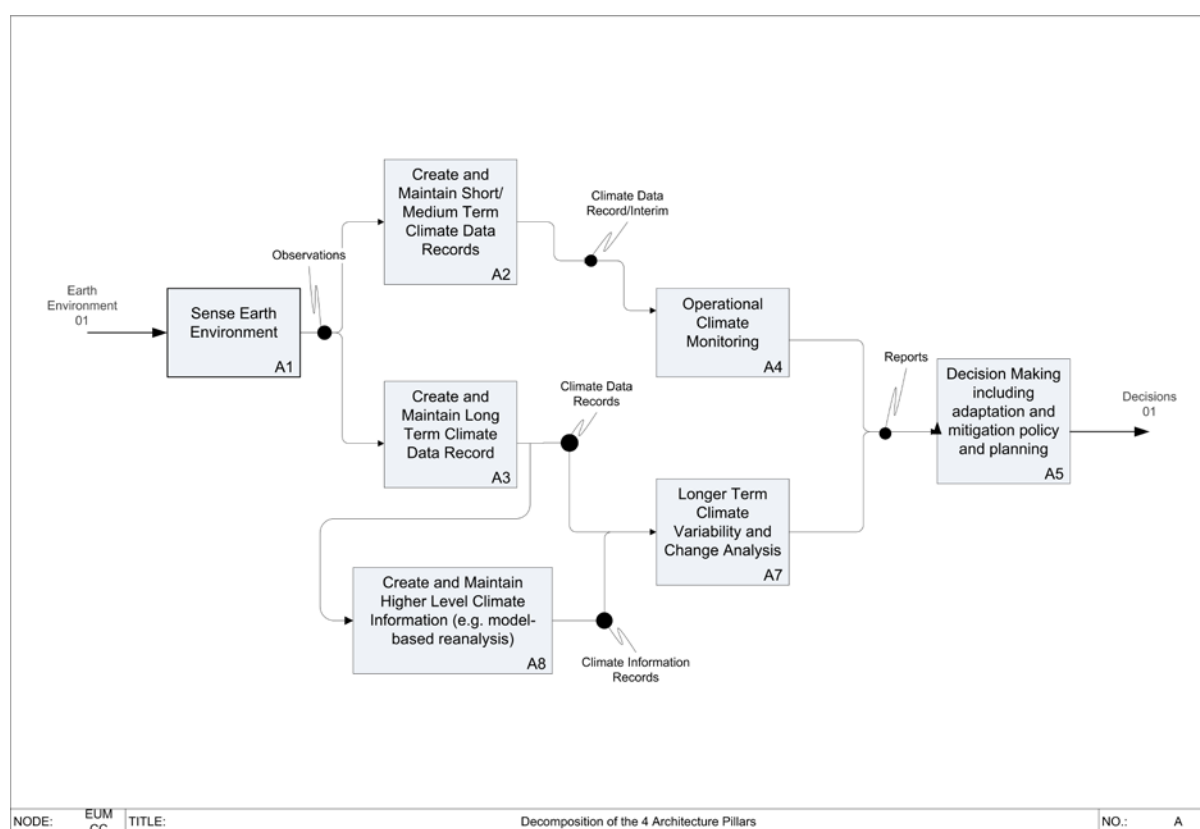 Create and
Maintain Short/
Medium Term
Climate Data
Records
A2
Climate Data
Record/Interim
Observations
Earth
Environment
01
Sense Earth
Environment
A1
Operational
Climate
Monitoring
A4
Create and
Maintain Long
Term Climate
Data Record
A3
Climate Data
Records
Reports
Decision Making
including
adaptation and
mitigation policy
and planning
A5
Decisions
01
Longer Term
Climate
Variability and
Change Analysis
A7
Create and Maintain
Higher Level Climate
Information (e.g. model-
based reanalysis)
A8
Climate Information
Records
NODE:
EUM
CC
TITLE:
Decomposition of the 4 Architecture Pillars
NO.:
A